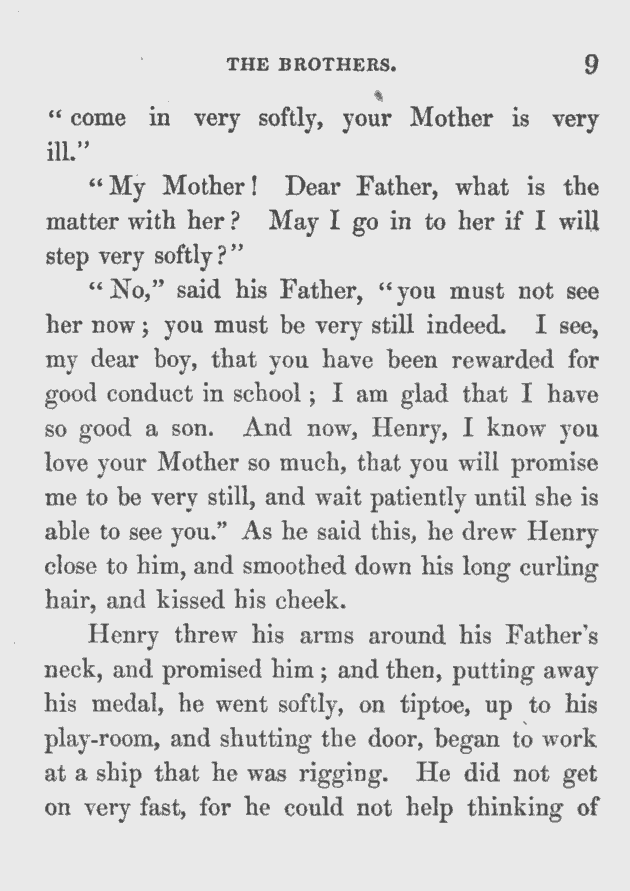 THE BROTHERS. 9
“ come in very softly, your Mother is very
ill.”
“ My Mother! Dear Father, what is the
matter with her? May I go in to her if I will
step very softly?”
“ No,” said his Father, “you must not see
her now; you must be very still indeed. I see,
my dear boy, that you have been rewarded for
good conduct in school; I am glad that I have
so good a son. And now, Henry, I know you
love your Mother so much, that you will promise
me to be very still, and wait patiently until she is
able to see you.” As he said this, he drew Henry
close to him, and smoothed down his long curling
hair, and kissed his cheek.
Henry threw his arms around his Father's
neck, and promised him; and then, putting away
his medal, he went softly, on tiptoe, up to his
play-room, and shutting the door, began to work
at a ship that he was rigging. He did not get
on very fast, for he could not help thinking of